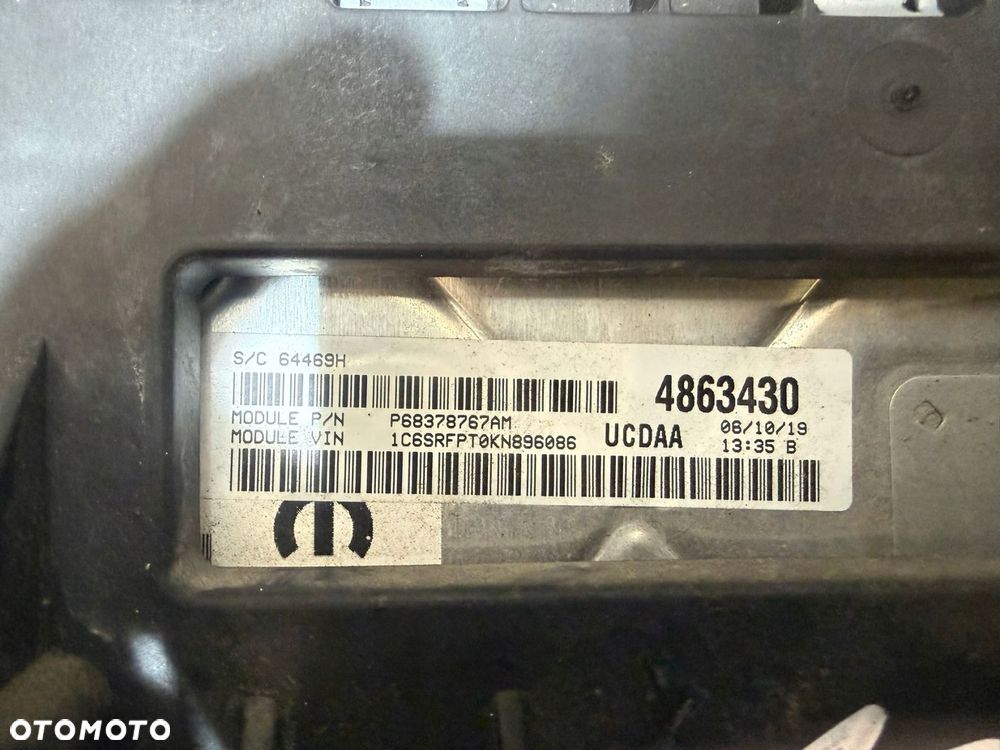 S/C 64469H
4863430
MODULE P/N P68378767AM
06/10/19
MODULE VIN 1C6SRFPT0KN896086 UCDAA
13:35 B
OTOMOTO